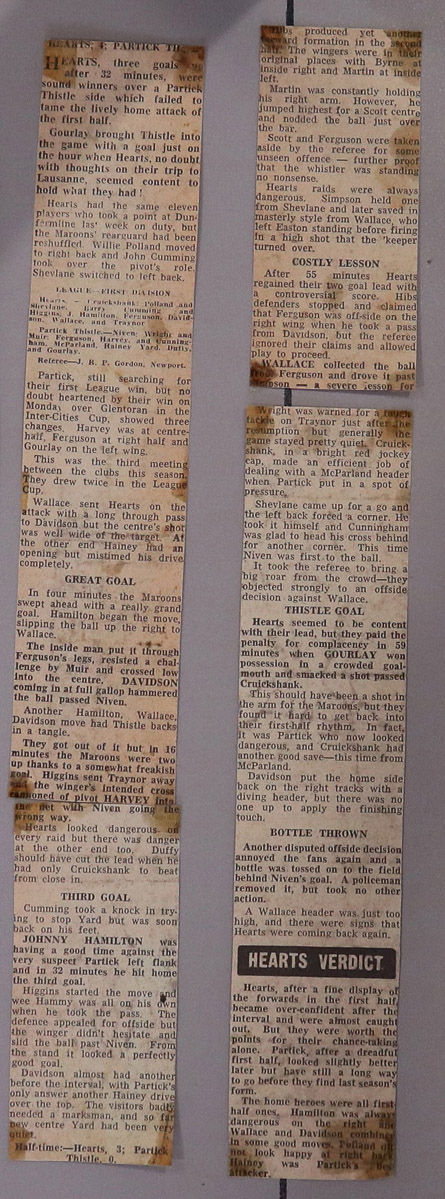 HEARTS, 4; PARTICK
HEARTS, three goals
after 32 minutes, were
sound winners over a Partick
Thistle side which failed to
tame the lively home attack of
the first half.
Gourlay brought Thistle into
the game with a goal just on
the hour when Hearts, no doubt
with thoughts on their trip to
Lausanne, seemed content to
hold what they had!
Hearts had the same eleven
players who took a point at Dun-
fermline last week on duty, but
the Maroons' rearguard had been
reshuffled. Willie Polland moved
to right back and John Cumming
took over the pivot's role.
Shevlane switched to left back.
LEAGUE—FIRST DIVISION
Hearts. — Cruickshank; Polland and
Shevlane; Barry, Cumming and
Higgins; J. Hamilton, Ferguson, David-
son, Wallace, and Traynor
Partick Thistle.—Niven; Wright and
Muir; Ferguson, Harvey, and Cunning-
ham; McParland, Hainey, Yard, Duffy,
and Gourlay.
Referee—J. R. P. Gordon, Newport.
Partick, still searching for
their first League win, but no
doubt heartened by their win on
Monday over Glentoran in the
Inter-Cities Cup, showed three
changes. Harvey was at centre-
half, Ferguson at right half and
Gourlay on the left wing.
This was the third meeting
between the clubs this season.
They drew twice in the League
Cup.
Wallace sent Hearts on the
attack with a long through pass
to Davidson but the centre's shot
was well wide of the target. At
the other end Hainey had an
opening but mistimed his drive
completely.
GREAT GOAL
In four minutes the Maroons
swept ahead with a really grand
goal. Hamilton began the move,
slipping the ball up the right to
Wallace.
The inside man put it through
Ferguson's legs, resisted a chal-
lenge by Muir and crossed low
into the centre. DAVIDSON
coming in at full gallop hammered
the ball passed Niven.
Another Hamilton, Wallace,
Davidson move had Thistle backs
in a tangle.
They got out of it but in 16
minutes the Maroons were two
up thanks to a somewhat freakish
goal. Higgins sent Traynor away
and the winger's intended cross
cannoned of pivot HARVEY into
the net with Niven going the
wrong way.
Hearts looked dangerous on
every raid but there was danger
at the other end too. Duffy
should have cut the lead when he
had only Cruickshank to beat
from close in.
THIRD GOAL
Cumming took a knock in try-
ing to stop Yard but was soon
back on his feet.
JOHNNY HAMILTON was
having a good time against the
very suspect Partick left flank
and in 32 minutes he hit home
the third goal.
Higgins started the move and
wee Hammy was all on his own
when he took the pass. The
defence appealed for offside but
the winger didn't hesitate and
slid the ball past Niven. From
the stand it looked a perfectly
good goal.
Davidson almost had another
before the interval, with Partick's
only answer another Hainey drive
over the top. The visitors badly
needed a marksman, and so far
new centre Yard had been very
quiet.
Half-time:—Hearts, 3; Partick
Thistle, 0.
Hibs produced yet another
forward formation in the second
half. The wingers were in their
original places with Byrne at
inside right and Martin at inside
left.
Martin was constantly holding
his right arm. However, he
jumped highest for a Scott centre
and nodded the ball just over
the bar.
Scott and Ferguson were taken
aside by the referee for some
unseen offence — further proof
that the whistler was standing
no nonsense.
Hearts raids were always
dangerous. Simpson held one
from Shevlane and later saved in
masterly style from Wallace, who
left Easton standing before firing
in a high shot that the 'keeper
turned over.
COSTLY LESSON
After 55 minutes Hearts
regained their two goal lead with
a controversial score. Hibs
defenders stopped and claimed
that Ferguson was off-side on the
right wing when he took a pass
from Davidson, but the referee
ignored their claims and allowed
play to proceed.
WALLACE collected the ball
from Ferguson and drove it past
Simpson — a severe lesson for
Wright was warned for a tough
tackle on Traynor just after the
resumption but generally the
game stayed pretty quiet. Cruick-
shank, in a bright red jockey
cap, made an efficient job of
dealing with a McParland header
when Partick put in a spot of
pressure.
Shevlane came up for a go and
the left back forced a corner. He
took it himself and Cunningham
was glad to head his cross behind
for another corner. This time
Niven was first to the ball.
It took the referee to bring a
big roar from the crowd—they
objected strongly to an offside
decision against Wallace.
THISTLE GOAL
Hearts seemed to be content
with their lead, but they paid the
penalty for complacency in 59
minutes when GOURLAY won
possession in a crowded goal-
mouth and smacked a shot passed
Cruickshank.
This should have been a shot in
the arm for the Maroons, but they
found it hard to get back into
their first-half rhythm. In fact,
it was Partick who now looked
dangerous, and Cruickshank had
another good save—this time from
McParland.
Davidson put the home side
back on the right tracks with a
diving header, but there was no
one up to apply the finishing
touch.
BOTTLE THROWN
Another disputed offside decision
annoyed the fans again and a
bottle was tossed on to the field
behind Niven's goal. A policeman
removed it, but took no other
action.
A Wallace header was just too
high, and there were signs that
Hearts were coming back again.
HEARTS VERDICT
Hearts, after a fine display of
the forwards in the first half,
became over-confident after the
interval and were almost caught
out. But they were worth the
points for their chance-taking
alone. Partick, after a dreadful
first half, looked slightly better
later but have still a long way
to go before they find last season's
form.
The home heroes were all first-
half ones. Hamilton was always
dangerous on the right and
Wallace and Davidson combined
in some good moves. Polland did
not look happy at right back.
Hainey was Partick's best
attacker.